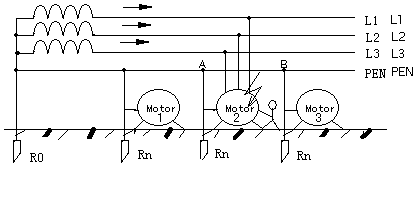 L1 L1
L2 L2
L3 L3
A B
PEN PEN
Motor 1
Motor 2
Motor 3
R0
Rn
Rn
Rn